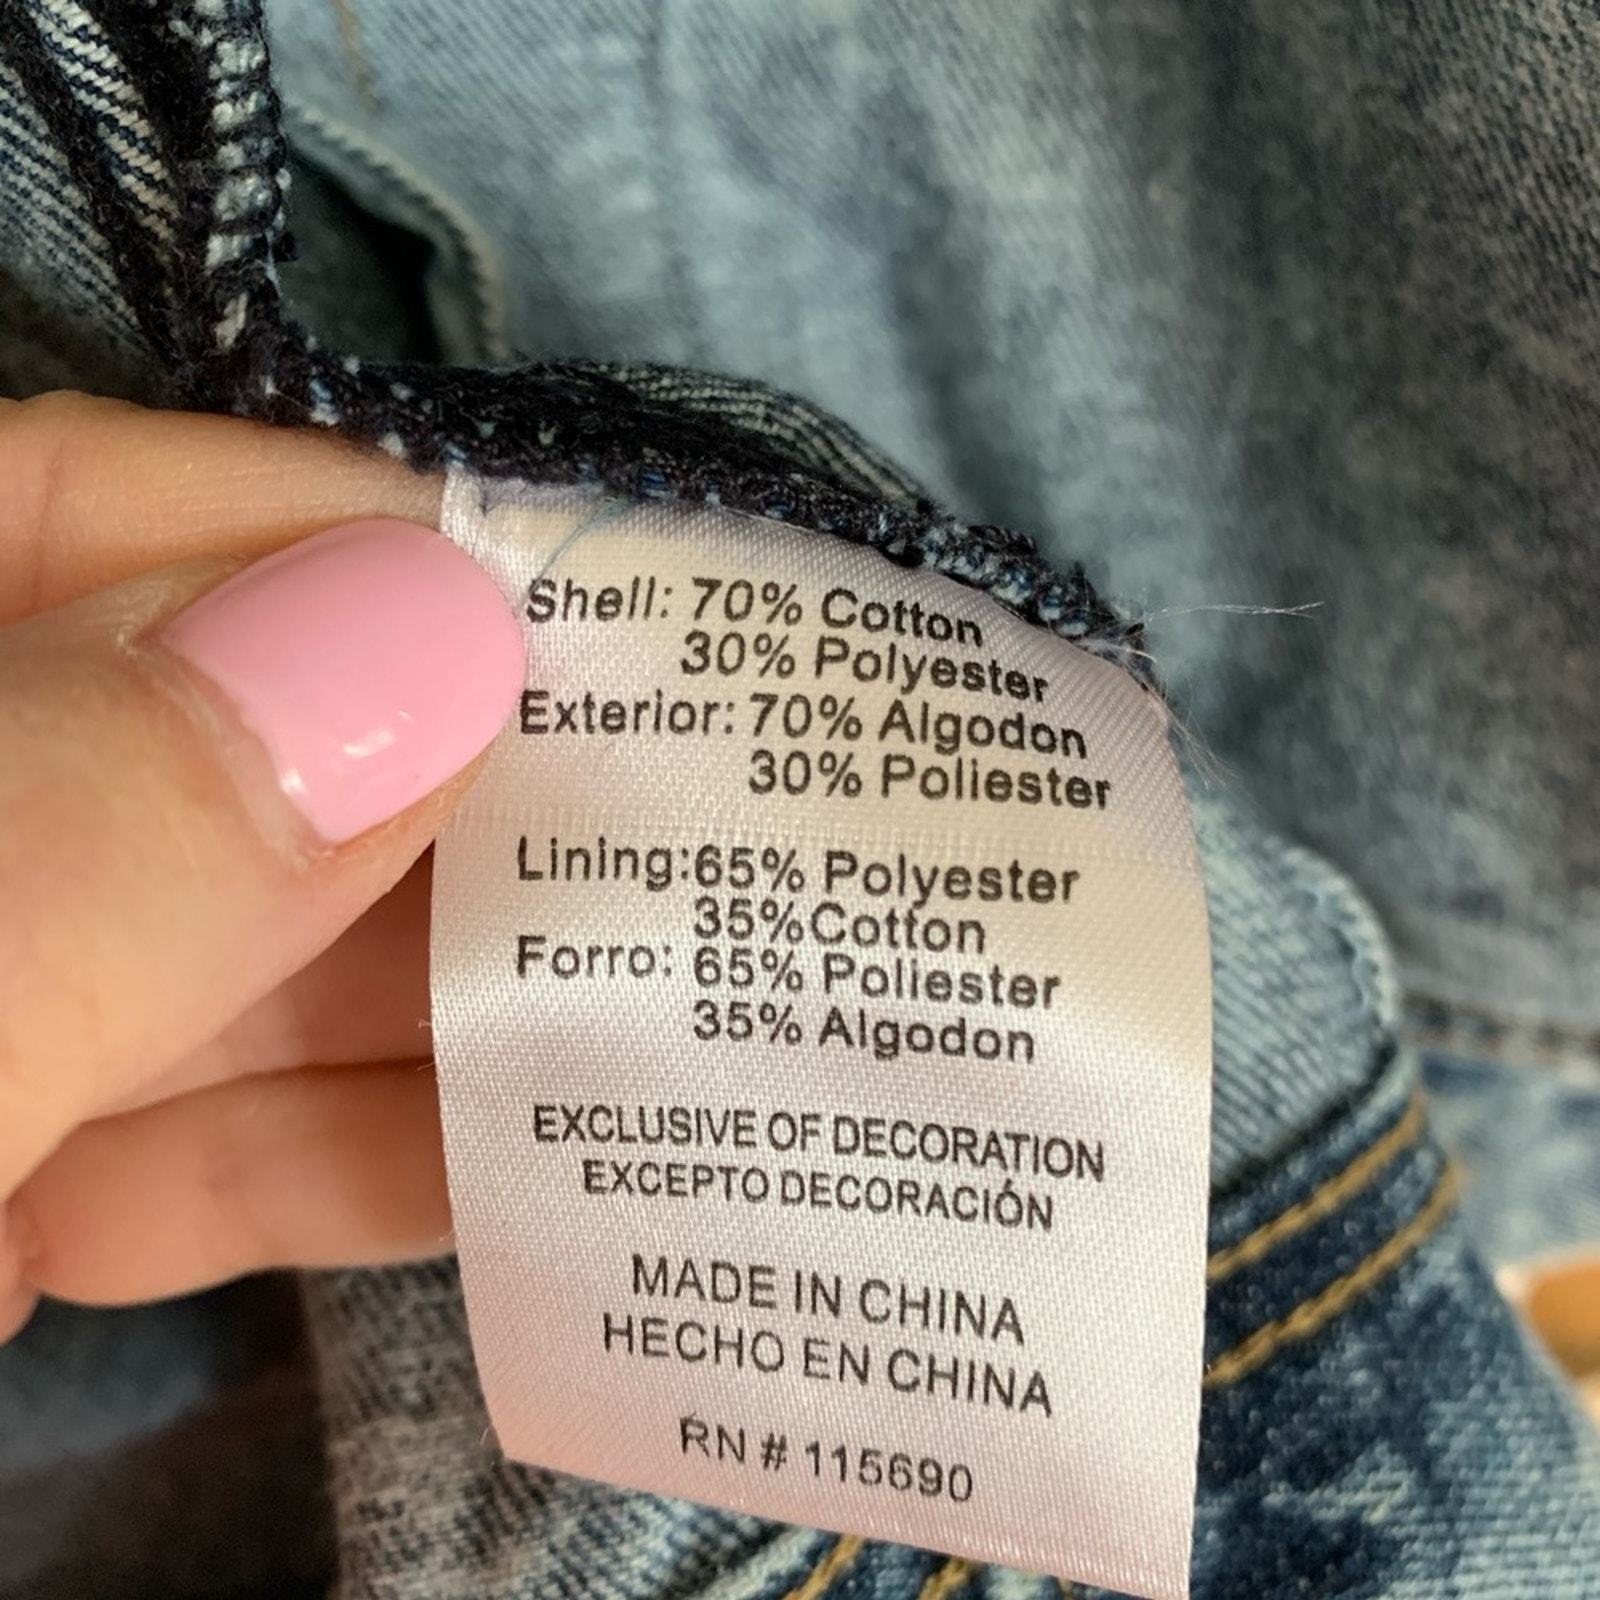 Shell: 70% Cotton
30% Polyester
Exterior: 70% Algodon
30% Poliester
Lining:65% Polyester
35%Cotton
Forro: 65% Poliester
35% Algodon
EXCLUSIVE OF DECORATION
EXCEPTO DECORACIÓN
MADE IN CHINA
HECHO EN CHINA
RN # 115690